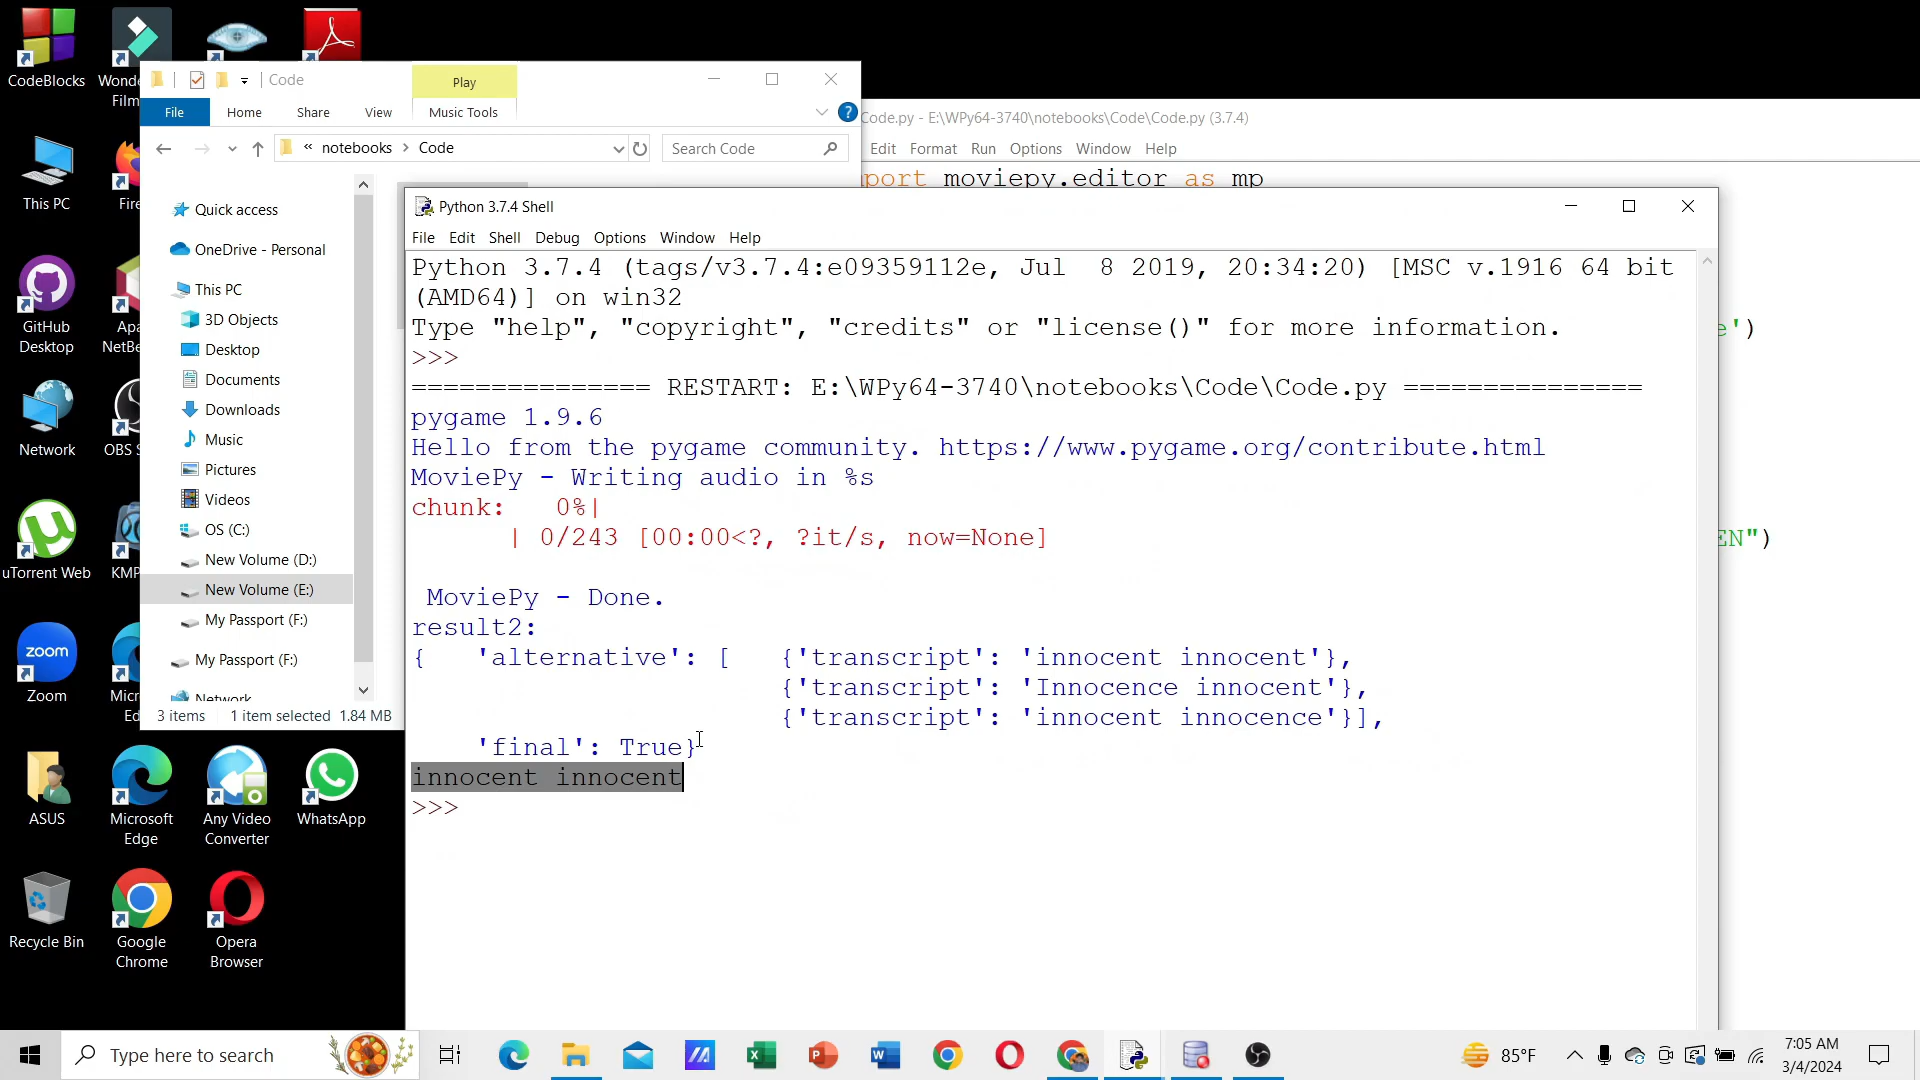 CodeBlocks
Wond
Film
This PC
Fire
GitHub
Desktop
Apa
NetBe
Network
OBS S
uTorrent Web
KMP
Zoom
Micr
Ed
ASUS
Microsoft
Edge
Any Video
Converter
WhatsApp
Recycle Bin
Google
Chrome
Opera
Browser
Code
Play
File
Home
Share
View
Music Tools
« notebooks > Code
Search Code
Quick access
OneDrive - Personal
This PC
3D Objects
Desktop
Documents
Downloads
Music
Pictures
Videos
OS (C:)
New Volume (D:)
New Volume (E:)
My Passport (F:)
My Passport (F:)
Network
3 items 1 item selected 1.84 MB
Code.py - E:\WPy64-3740\notebooks\Code\Code.py (3.7.4)
Edit Format Run Options Window Help
port moviepy.editor as mp
e')
EN")
Python 3.7.4 Shell
File Edit Shell Debug Options Window Help
Python 3.7.4 (tags/v3.7.4:e09359112e, Jul  8 2019, 20:34:20) [MSC v.1916 64 bit
(AMD64)] on win32
Type "help", "copyright", "credits" or "license()" for more information.
>>>
=============== RESTART: E:\WPy64-3740\notebooks\Code\Code.py ===============
pygame 1.9.6
Hello from the pygame community. https://www.pygame.org/contribute.html
MoviePy - Writing audio in %s
chunk:   0%|
| 0/243 [00:00<?, ?it/s, now=None]
MoviePy - Done.
result2:
{   'alternative': [   {'transcript': 'innocent innocent'},
{'transcript': 'Innocence innocent'},
{'transcript': 'innocent innocence'}],
'final': True}
innocent innocent
>>>
Type here to search
85°F
7:05 AM
3/4/2024